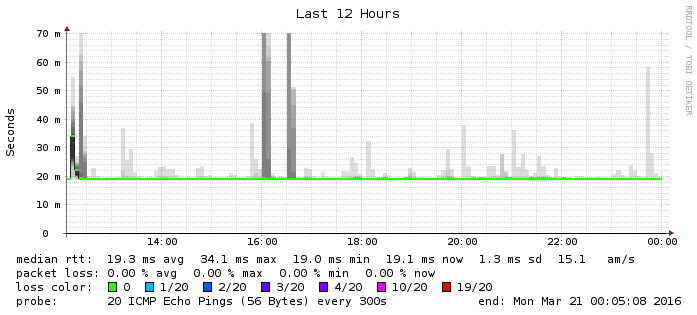 Last 12 Hours
RRDTOOL / TOBI OETIKER
Seconds
70 m
60 m
50 m
40 m
30 m
20 m
10 m
0
14:00 16:00 18:00 20:00 22:00 00:00
median rtt: 19.3 ms avg 34.1 ms max 19.0 ms min 19.1 ms now 1.3 ms sd 15.1 am/s
packet loss: 0.00 % avg 0.00 % max 0.00 % min 0.00 % now
loss color: 0 1/20 2/20 3/20 4/20 10/20 19/20
probe: 20 ICMP Echo Pings (56 Bytes) every 300s end: Mon Mar 21 00:05:08 2016